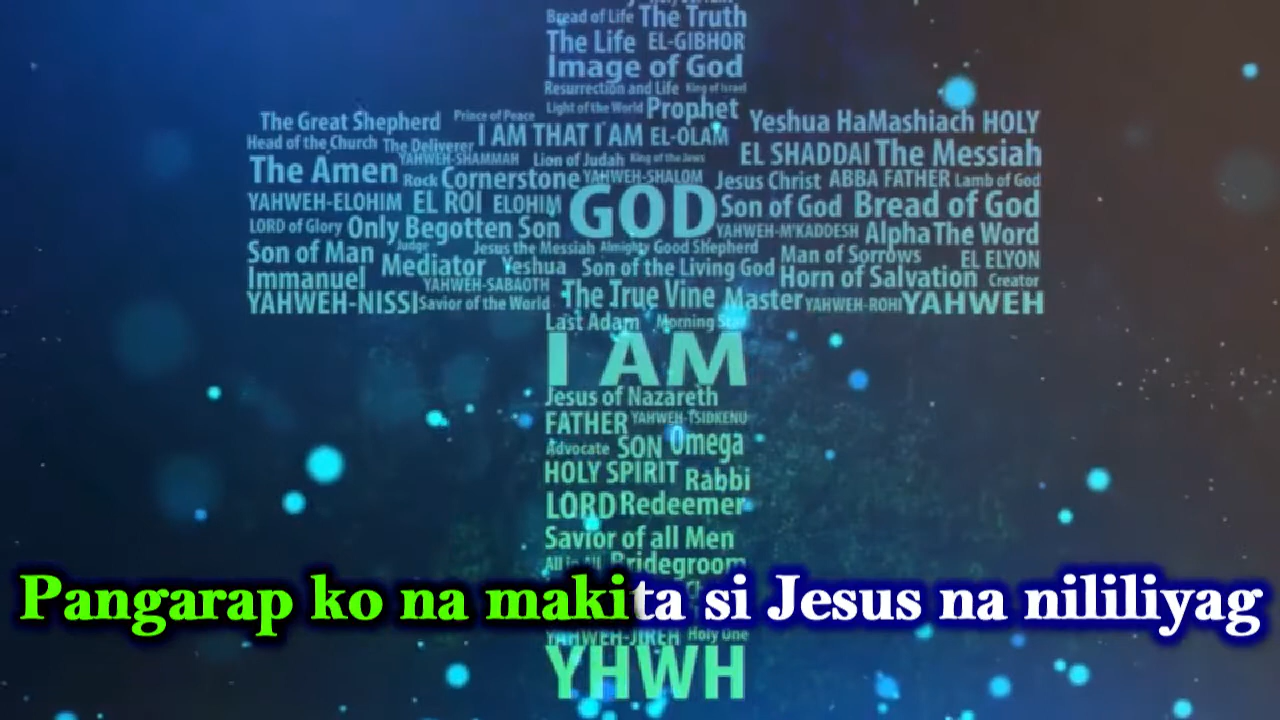 Bread of Life The Truth
The Life EL-GIBHOR
Image of God
Resurrection and Life King of Israel
Light of the World Prophet
The Great Shepherd Prince of Peace Yeshua HaMashiach HOLY
Head of the Church The Deliverer I AM THAT I AM EL-OLAM
YAHWEH-SHAMMAH Lion of Judah King of the Jews EL SHADDAI The Messiah
The Amen Rock Cornerstone YAHWEH-SHALOM Jesus Christ ABBA FATHER Lamb of God
YAHWEH-ELOHIM EL ROI ELOHIM GOD Son of God Bread of God
LORD of Glory Only Begotten Son YAHWEH-M'KADDESH Alpha The Word
Son of Man Judge Jesus the Messiah Almighty Good Shepherd Man of Sorrows EL ELYON
Immanuel Mediator Yeshua Son of the Living God Horn of Salvation Creator
YAHWEH-SABAOTH
YAHWEH-NISSI Savior of the World The True Vine Master YAHWEH-ROHI YAHWEH
Last Adam Morning Star
I AM
Jesus of Nazareth
FATHER YAHWEH-TSIDKENU
Advocate SON Omega
HOLY SPIRIT Rabbi
LORD Redeemer
Savior of all Men
All in All Bridegroom
Pangarap ko na makita si Jesus na nililiyag
YAHWEH-JIREH Holy One
YHWH